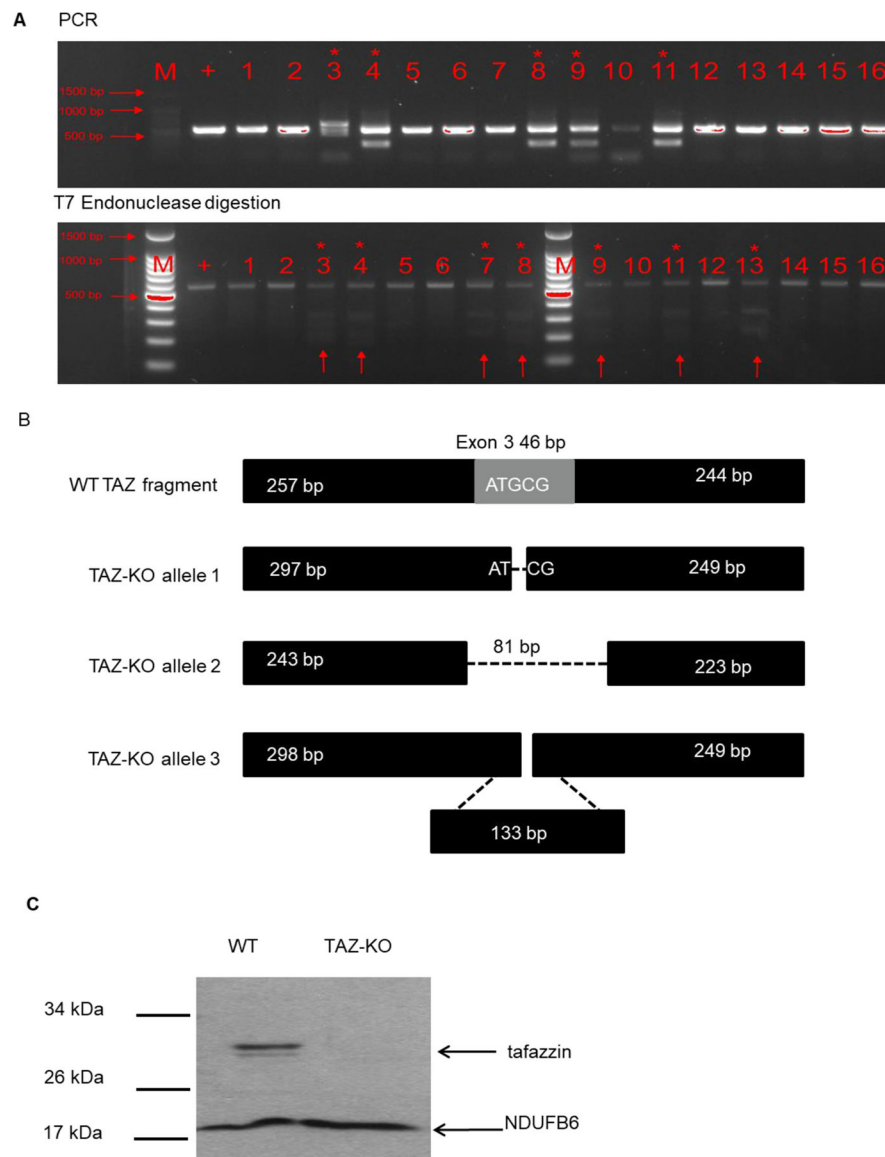 A PCR
* * * * *
M + 1 2 3 4 5 6 7 8 9 10 11 12 13 14 15 16
1500 bp
1000 bp
500 bp
T7 Endonuclease digestion
1500 bp
* * * * * * *
1000 bp M + 1 2 3 4 5 6 7 8 M 9 10 11 12 13 14 15 16
500 bp
B
Exon 3 46 bp
WT TAZ fragment 257 bp ATGCG 244 bp
TAZ-KO allele 1 297 bp AT CG 249 bp
81 bp
TAZ-KO allele 2 243 bp 223 bp
TAZ-KO allele 3 298 bp 249 bp
133 bp
C
WT TAZ-KO
34 kDa
tafazzin
26 kDa
NDUFB6
17 kDa